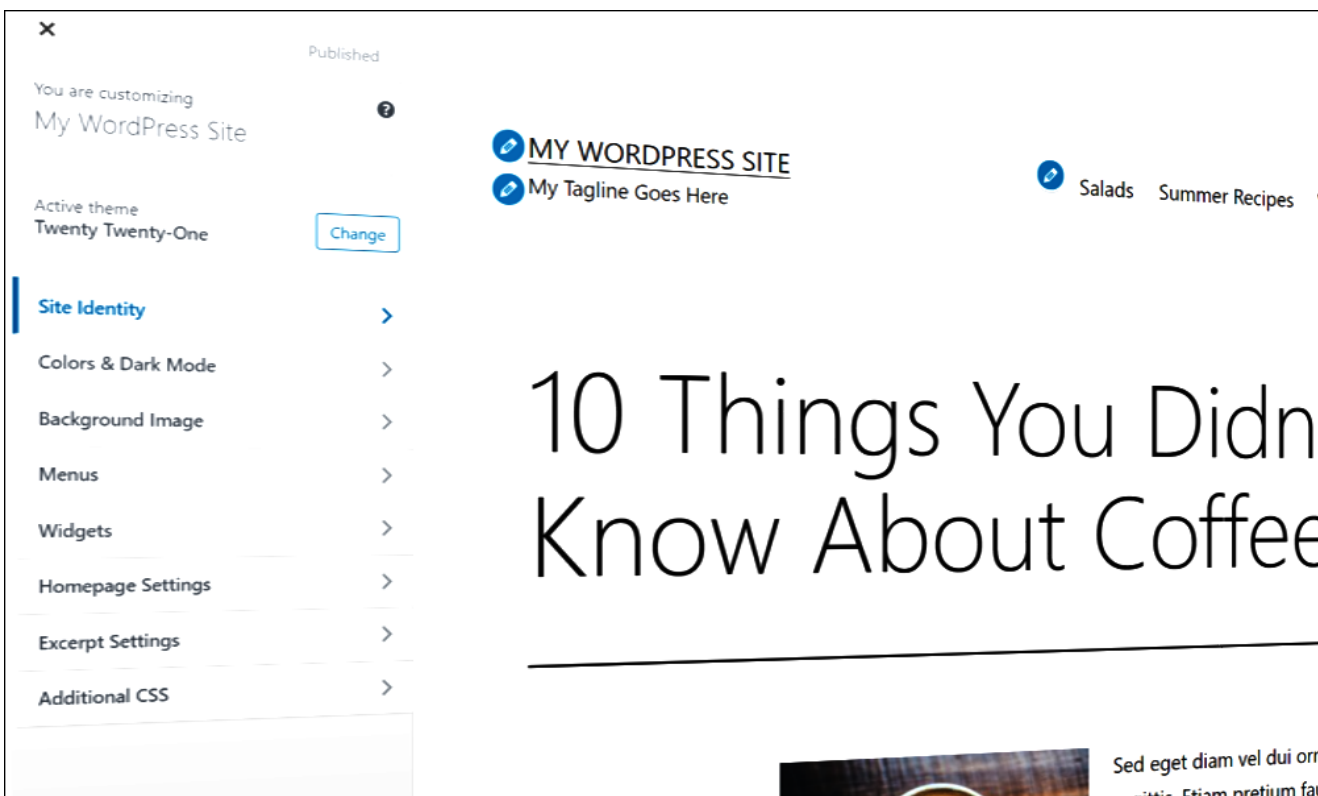 Published
You are customizing
My WordPress Site
Active theme
Twenty Twenty-One
Change
Site Identity
Colors & Dark Mode
Background Image
Menus
Widgets
Homepage Settings
Excerpt Settings
Additional CSS
MY WORDPRESS SITE
My Tagline Goes Here
Salads Summer Recipes
10 Things You Didn
Know About Coffee
Sed eget diam vel dui
Etiam pretium